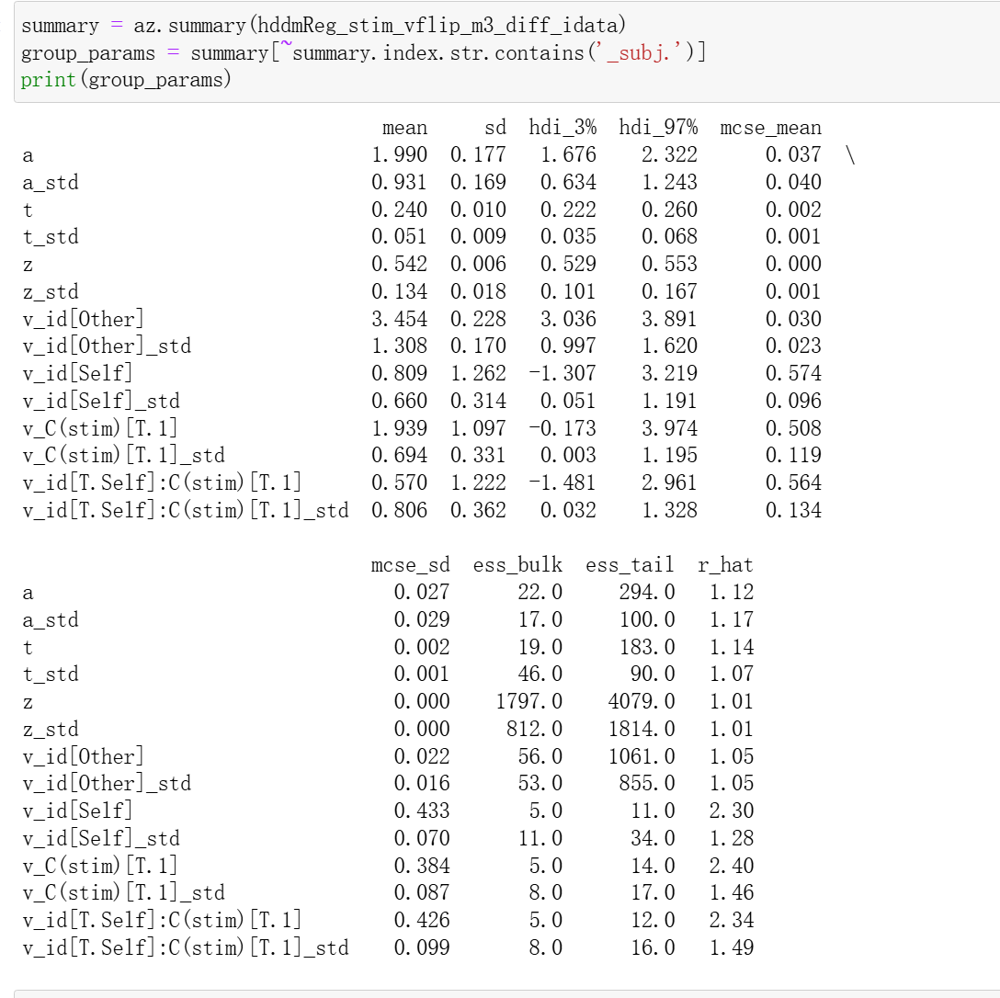 summary = az.summary(hddmReg_stim_vflip_m3_diff_idata)
group_params = summary[~summary.index.str.contains('_subj.')]
print(group_params)
mean sd hdi_3% hdi_97% mcse_mean
a 1.990 0.177 1.676 2.322 0.037 \
a_std 0.931 0.169 0.634 1.243 0.040
t 0.240 0.010 0.222 0.260 0.002
t_std 0.051 0.009 0.035 0.068 0.001
z 0.542 0.006 0.529 0.553 0.000
z_std 0.134 0.018 0.101 0.167 0.001
v_id[Other] 3.454 0.228 3.036 3.891 0.030
v_id[Other]_std 1.308 0.170 0.997 1.620 0.023
v_id[Self] 0.809 1.262 -1.307 3.219 0.574
v_id[Self]_std 0.660 0.314 0.051 1.191 0.096
v_C(stim)[T.1] 1.939 1.097 -0.173 3.974 0.508
v_C(stim)[T.1]_std 0.694 0.331 0.003 1.195 0.119
v_id[T.Self]:C(stim)[T.1] 0.570 1.222 -1.481 2.961 0.564
v_id[T.Self]:C(stim)[T.1]_std 0.806 0.362 0.032 1.328 0.134
mcse_sd ess_bulk ess_tail r_hat
a 0.027 22.0 294.0 1.12
a_std 0.029 17.0 100.0 1.17
t 0.002 19.0 183.0 1.14
t_std 0.001 46.0 90.0 1.07
z 0.000 1797.0 4079.0 1.01
z_std 0.000 812.0 1814.0 1.01
v_id[Other] 0.022 56.0 1061.0 1.05
v_id[Other]_std 0.016 53.0 855.0 1.05
v_id[Self] 0.433 5.0 11.0 2.30
v_id[Self]_std 0.070 11.0 34.0 1.28
v_C(stim)[T.1] 0.384 5.0 14.0 2.40
v_C(stim)[T.1]_std 0.087 8.0 17.0 1.46
v_id[T.Self]:C(stim)[T.1] 0.426 5.0 12.0 2.34
v_id[T.Self]:C(stim)[T.1]_std 0.099 8.0 16.0 1.49